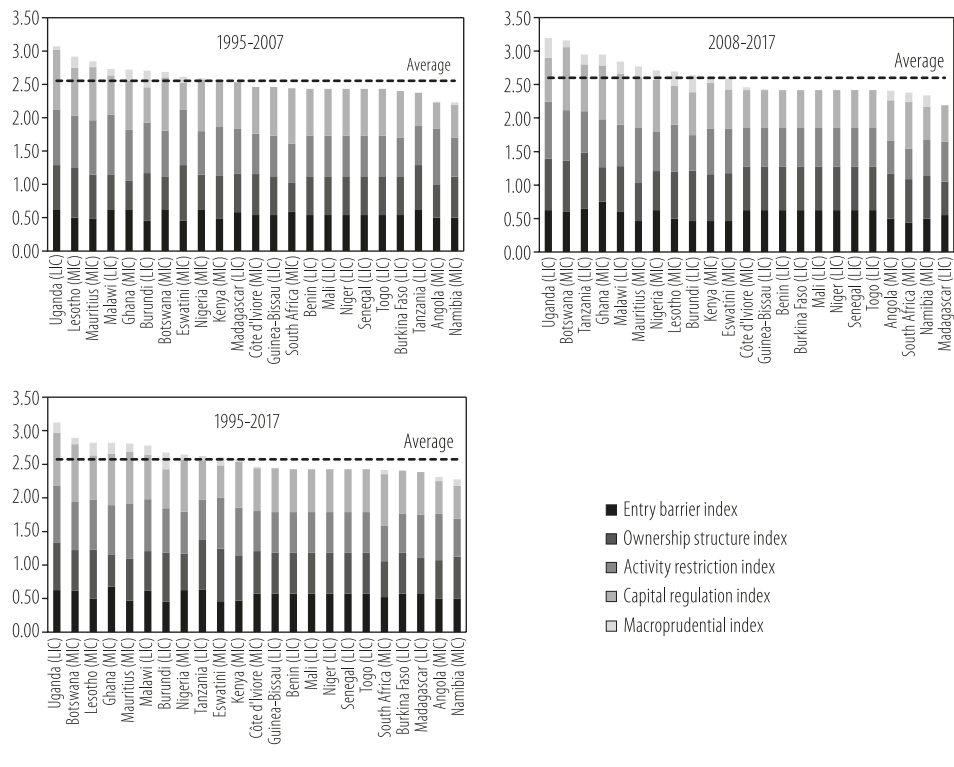 1995-2007
Average
3.50
3.00
2.50
2.00
1.50
1.00
0.50
0.00
Uganda (LIC)
Lesotho (MIC)
Mauritius (MIC)
Malawi (LIC)
Ghana (MIC)
Burundi (LIC)
Botswana (MIC)
Eswatini (MIC)
Nigeria (MIC)
Kenya (MIC)
Madagascar (LIC)
Côte d'Iviore (MIC)
Guinea-Bissau (LIC)
South Africa (MIC)
Benin (LIC)
Mali (LIC)
Niger (LIC)
Senegal (LIC)
Togo (LIC)
Burkina Faso (LIC)
Tanzania (LIC)
Angola (MIC)
Namibia (MIC)
2008-2017
Average
3.50
3.00
2.50
2.00
1.50
1.00
0.50
0.00
Uganda (LIC)
Botswana (MIC)
Tanzania (LIC)
Ghana (MIC)
Malawi (LIC)
Mauritius (MIC)
Nigeria (MIC)
Lesotho (MIC)
Burundi (LIC)
Kenya (MIC)
Eswatini (MIC)
Côte d'Iviore (MIC)
Guinea-Bissau (LIC)
Benin (LIC)
Burkina Faso (LIC)
Mali (LIC)
Niger (LIC)
Senegal (LIC)
Togo (LIC)
Angola (MIC)
South Africa (MIC)
Namibia (MIC)
Madagascar (LIC)
1995-2017
Average
3.50
3.00
2.50
2.00
1.50
1.00
0.50
0.00
Uganda (LIC)
Botswana (MIC)
Lesotho (MIC)
Ghana (MIC)
Mauritius (MIC)
Malawi (LIC)
Burundi (LIC)
Nigeria (MIC)
Tanzania (LIC)
Eswatini (MIC)
Kenya (MIC)
Côte d'Iviore (MIC)
Guinea-Bissau (LIC)
Benin (LIC)
Mali (LIC)
Niger (LIC)
Senegal (LIC)
Togo (LIC)
South Africa (MIC)
Burkina Faso (LIC)
Madagascar (LIC)
Angola (MIC)
Namibia (MIC)
Entry barrier index
Ownership structure index
Activity restriction index
Capital regulation index
Macroprudential index